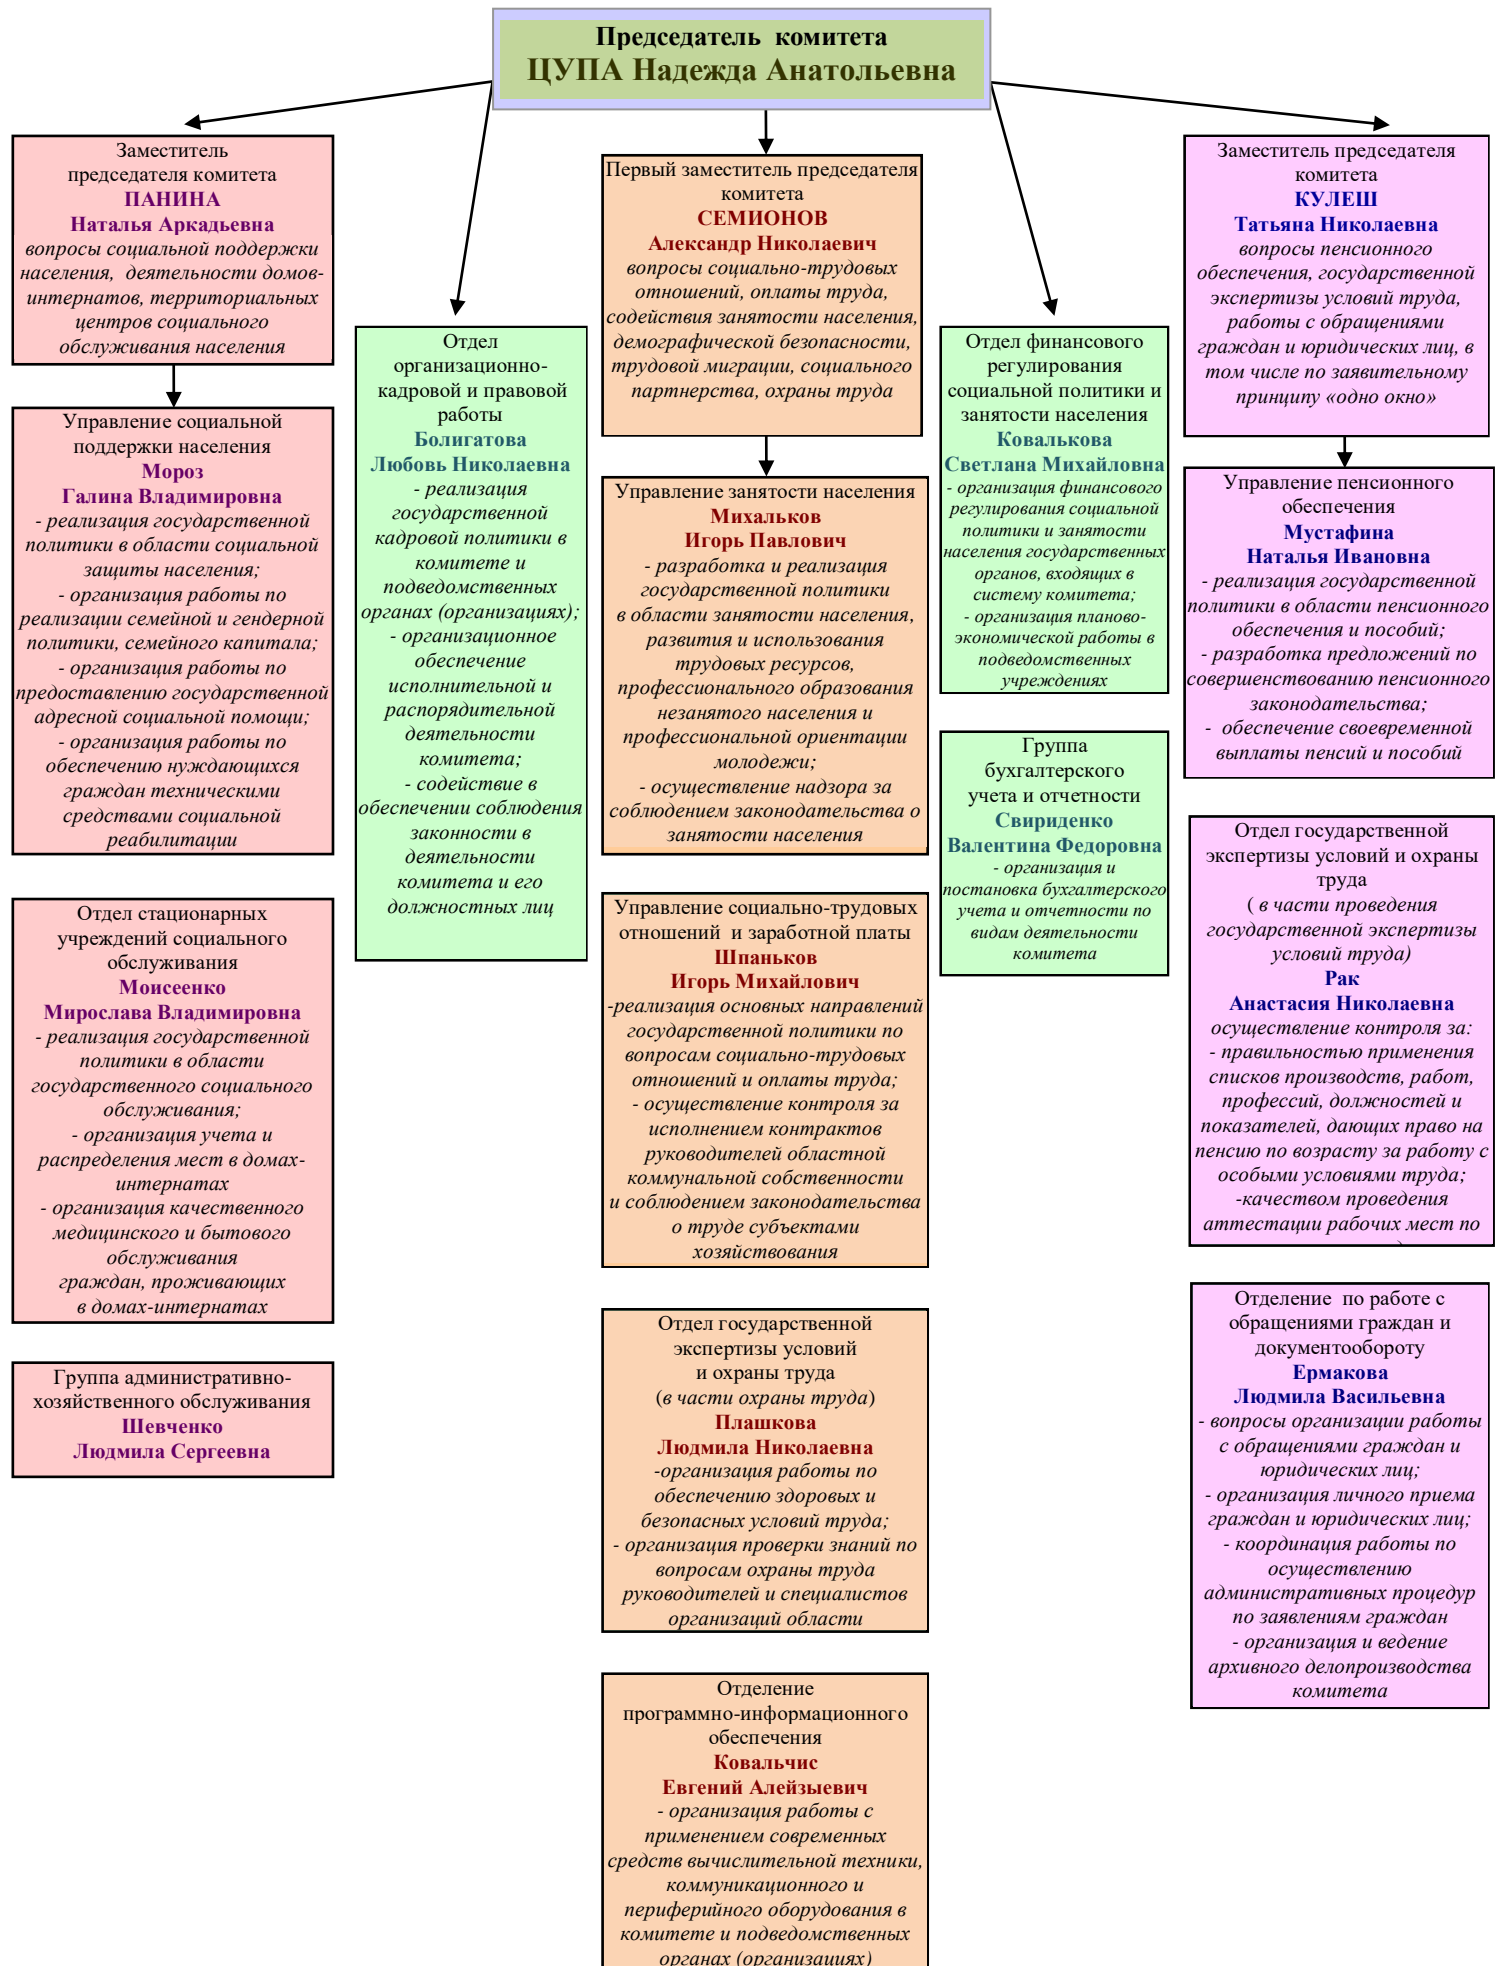 Председатель комитета
ЦУПА Надежда Анатольевна
Заместитель
председателя комитета
ПАНИНА
Наталья Аркадьевна
вопросы социальной поддержки
населения, деятельности домов-
интернатов, территориальных
центров социального
обслуживания населения
Управление социальной
поддержки населения
Мороз
Галина Владимировна
- реализация государственной
политики в области социальной
защиты населения;
- организация работы по
реализации семейной и гендерной
политики, семейного капитала;
- организация работы по
предоставлению государственной
адресной социальной помощи;
- организация работы по
обеспечению нуждающихся
граждан техническими
средствами социальной
реабилитации
Отдел стационарных
учреждений социального
обслуживания
Моисеенко
Мирослава Владимировна
- реализация государственной
политики в области
государственного социального
обслуживания;
- организация учета и
распределения мест в домах-
интернатах
- организация качественного
медицинского и бытового
обслуживания
граждан, проживающих
в домах-интернатах
Группа административно-
хозяйственного обслуживания
Шевченко
Людмила Сергеевна
Отдел
организационно-
кадровой и правовой
работы
Болигатова
Любовь Николаевна
- реализация
государственной
кадровой политики в
комитете и
подведомственных
органах (организациях);
- организационное
обеспечение
исполнительной и
распорядительной
деятельности
комитета;
- содействие в
обеспечении соблюдения
законности в
деятельности
комитета и его
должностных лиц
Первый заместитель председателя
комитета
СЕМИОНОВ
Александр Николаевич
вопросы социально-трудовых
отношений, оплаты труда,
содействия занятости населения,
демографической безопасности,
трудовой миграции, социального
партнерства, охраны труда
Управление занятости населения
Михальков
Игорь Павлович
- разработка и реализация
государственной политики
в области занятости населения,
развития и использования
трудовых ресурсов,
профессионального образования
незанятого населения и
профессиональной ориентации
молодежи;
- осуществление надзора за
соблюдением законодательства о
занятости населения
Управление социально-трудовых
отношений и заработной платы
Шпаньков
Игорь Михайлович
-реализация основных направлений
государственной политики по
вопросам социально-трудовых
отношений и оплаты труда;
- осуществление контроля за
исполнением контрактов
руководителей областной
коммунальной собственности
и соблюдением законодательства
о труде субъектами
хозяйствования
Отдел государственной
экспертизы условий
и охраны труда
(в части охраны труда)
Плашкова
Людмила Николаевна
-организация работы по
обеспечению здоровых и
безопасных условий труда;
- организация проверки знаний по
вопросам охраны труда
руководителей и специалистов
организаций области
Отделение
программно-информационного
обеспечения
Ковальчис
Евгений Алейзыевич
- организация работы с
применением современных
средств вычислительной техники,
коммуникационного и
периферийного оборудования в
комитете и подведомственных
органах (организациях)
Отдел финансового
регулирования
социальной политики и
занятости населения
Ковалькова
Светлана Михайловна
- организация финансового
регулирования социальной
политики и занятости
населения государственных
органов, входящих в
систему комитета;
- организация планово-
экономической работы в
подведомственных
учреждениях
Группа
бухгалтерского
учета и отчетности
Свириденко
Валентина Федоровна
- организация и
постановка бухгалтерского
учета и отчетности по
видам деятельности
комитета
Заместитель председателя
комитета
КУЛЕШ
Татьяна Николаевна
вопросы пенсионного
обеспечения, государственной
экспертизы условий труда,
работы с обращениями
граждан и юридических лиц, в
том числе по заявительному
принципу «одно окно»
Управление пенсионного
обеспечения
Мустафина
Наталья Ивановна
- реализация государственной
политики в области пенсионного
обеспечения и пособий;
- разработка предложений по
совершенствованию пенсионного
законодательства;
- обеспечение своевременной
выплаты пенсий и пособий
Отдел государственной
экспертизы условий и охраны
труда
( в части проведения
государственной экспертизы
условий труда)
Рак
Анастасия Николаевна
осуществление контроля за:
- правильностью применения
списков производств, работ,
профессий, должностей и
показателей, дающих право на
пенсию по возрасту за работу с
особыми условиями труда;
-качеством проведения
аттестации рабочих мест по
Отделение по работе с
обращениями граждан и
документообороту
Ермакова
Людмила Васильевна
- вопросы организации работы
с обращениями граждан и
юридических лиц;
- организация личного приема
граждан и юридических лиц;
- координация работы по
осуществлению
административных процедур
по заявлениям граждан
- организация и ведение
архивного делопроизводства
комитета